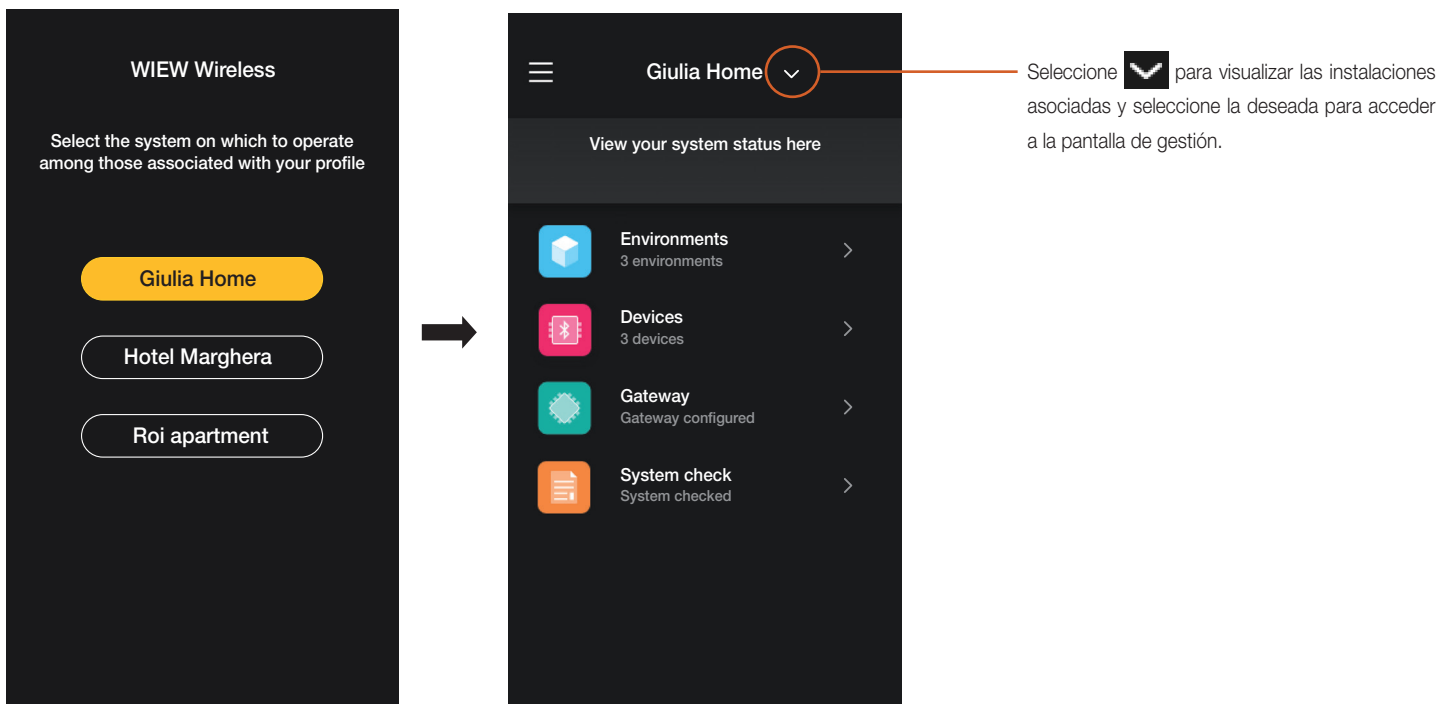 WIEW Wireless
Select the system on which to operate
among those associated with your profile
Giulia Home
Hotel Marghera
Roi apartment
Giulia Home
View your system status here
Environments
3 environments
Devices
3 devices
Gateway
Gateway configured
System check
System checked
Seleccione para visualizar las instalaciones
asociadas y seleccione la deseada para acceder
a la pantalla de gestión.